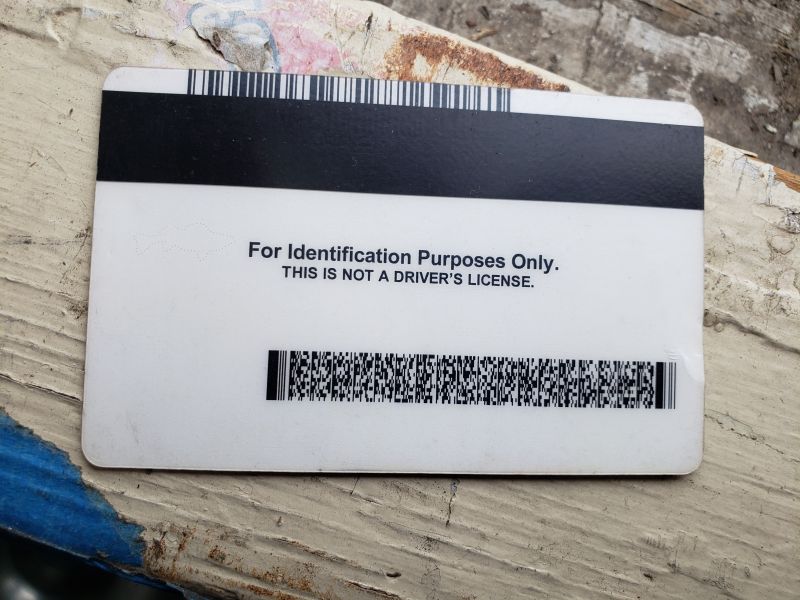 For Identification Purposes Only.
THIS IS NOT A DRIVER'S LICENSE.